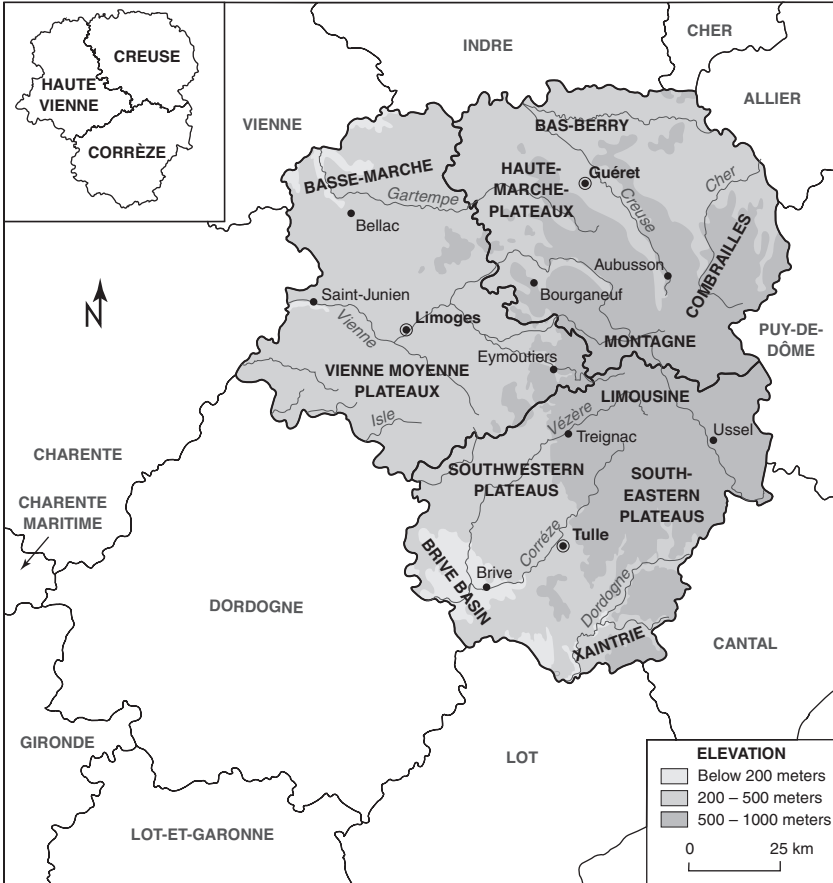 CREUSE
HAUTE
VIENNE
CORRÈZE
INDRE
CHER
ALLIER
VIENNE
BAS-BERRY
BASSE-MARCHE
HAUTE-
MARCHE-
PLATEAUX
Guéret
Cher
Gartempe
Creuse
Bellac
COMBRAILLES
Aubusson
Bourganeuf
Saint-Junien
N
Vienne
Limoges
MONTAGNE
PUY-DE-
DÔME
Eymoutiers
VIENNE MOYENNE
PLATEAUX
LIMOUSINE
Isle
Vézère
Treignac
Ussel
CHARENTE
SOUTHWESTERN
PLATEAUS
SOUTH-
EASTERN
PLATEAUS
CHARENTE
MARITIME
Corréze
Tulle
BRIVE BASIN
Brive
Dordogne
DORDOGNE
XAINTRIE
CANTAL
GIRONDE
LOT
LOT-ET-GARONNE
ELEVATION
Below 200 meters
200 – 500 meters
500 – 1000 meters
0 25 km